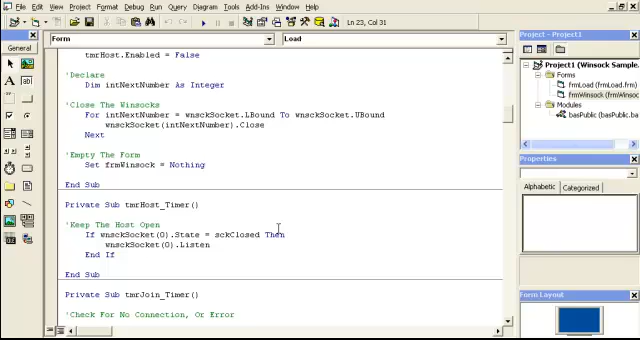 File Edit View Project Format Debug Run Query Diagram Tools Add-Ins Window Help
Ln 23, Col 31
General
Form
Load
tmrHost.Enabled = False
'Declare
Dim intNextNumber As Integer
'Close The Winsocks
For intNextNumber = wnsckSocket.LBound To wnsckSocket.UBound
wnsckSocket(intNextNumber).Close
Next
'Empty The Form
Set frmWinsock = Nothing
End Sub
Private Sub tmrHost_Timer()
'Keep The Host Open
If wnsckSocket(0).State = sckClosed Then
wnsckSocket(0).Listen
End If
End Sub
Private Sub tmrJoin_Timer()
'Check For No Connection, Or Error
Project - Project1
Project1 (Winsock Sample.
Forms
frmLoad (frmLoad.frm)
frmWinsock (frmWinsoc
Modules
basPublic (basPublic.ba
Properties
Alphabetic
Categorized
Form Layout